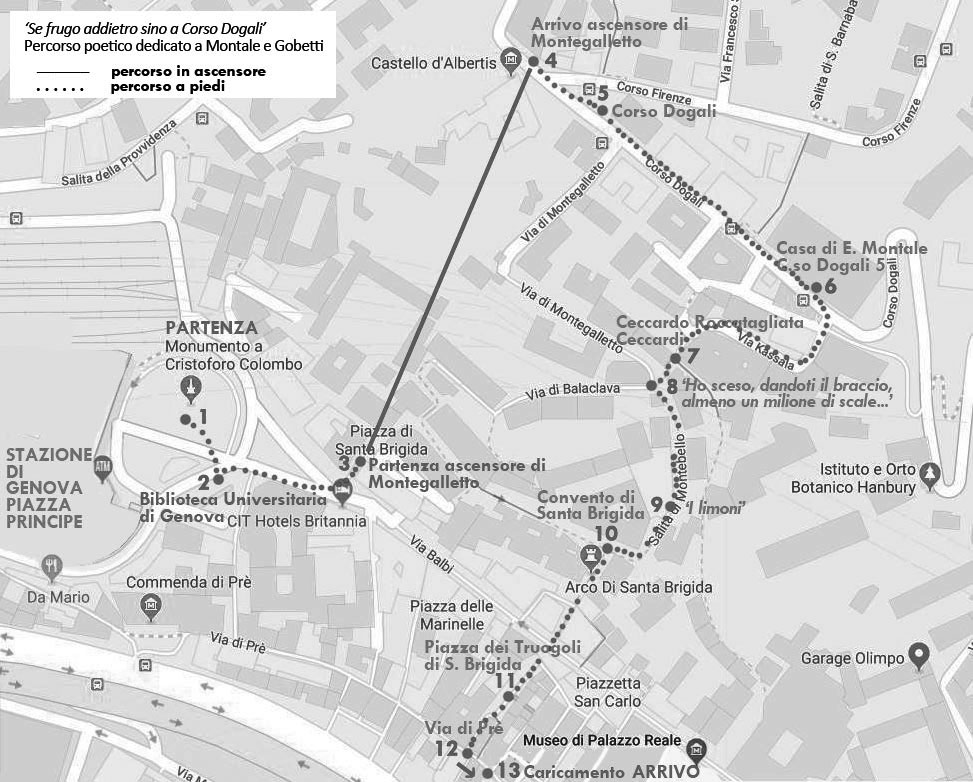 ‘Se frugo addietro sino a Corso Dogali’
Percorso poetico dedicato a Montale e Gobetti
percorso in ascensore
percorso a piedi
Arrivo ascensore di
Montegalletto
4
Castello d'Albertis
Via Francesco S
Salita di S. Barnaba
Corso Firenze
Corso Firenze
5
Corso Dogali
Salita della Provvidenza
Corso Dogali
Via di Montegalletto
Casa di E. Montale
C.so Dogali 5
6
Corso Dogali
Via di Montegalletto
PARTENZA
Monumento a
Cristoforo Colombo
Ceccardo Roccatagliata
Ceccardi
7
Via Kassala
1
Via di Balaclava
8
‘Ho sceso, dandoti il braccio,
almeno un milione di scale...’
Piazza di
Santa Brigida
3
Partenza ascensore di
Montegalletto
STAZIONE
DI
GENOVA
PIAZZA
PRINCIPE
ATM
2
Biblioteca Universitaria
di Genova
CIT Hotels Britannia
Istituto e Orto
Botanico Hanbury
Convento di
Santa Brigida
9
‘I limoni’
Salita di Montebello
10
Via Balbi
Arco Di Santa Brigida
Da Mario
Commenda di Prè
Piazza delle
Marinelle
Via di Prè
Piazza dei Truogoli
di S. Brigida
11
Garage Olimpo
Piazzetta
San Carlo
Via di Prè
12
Museo di Palazzo Reale
13 Caricamento ARRIVO
Via M